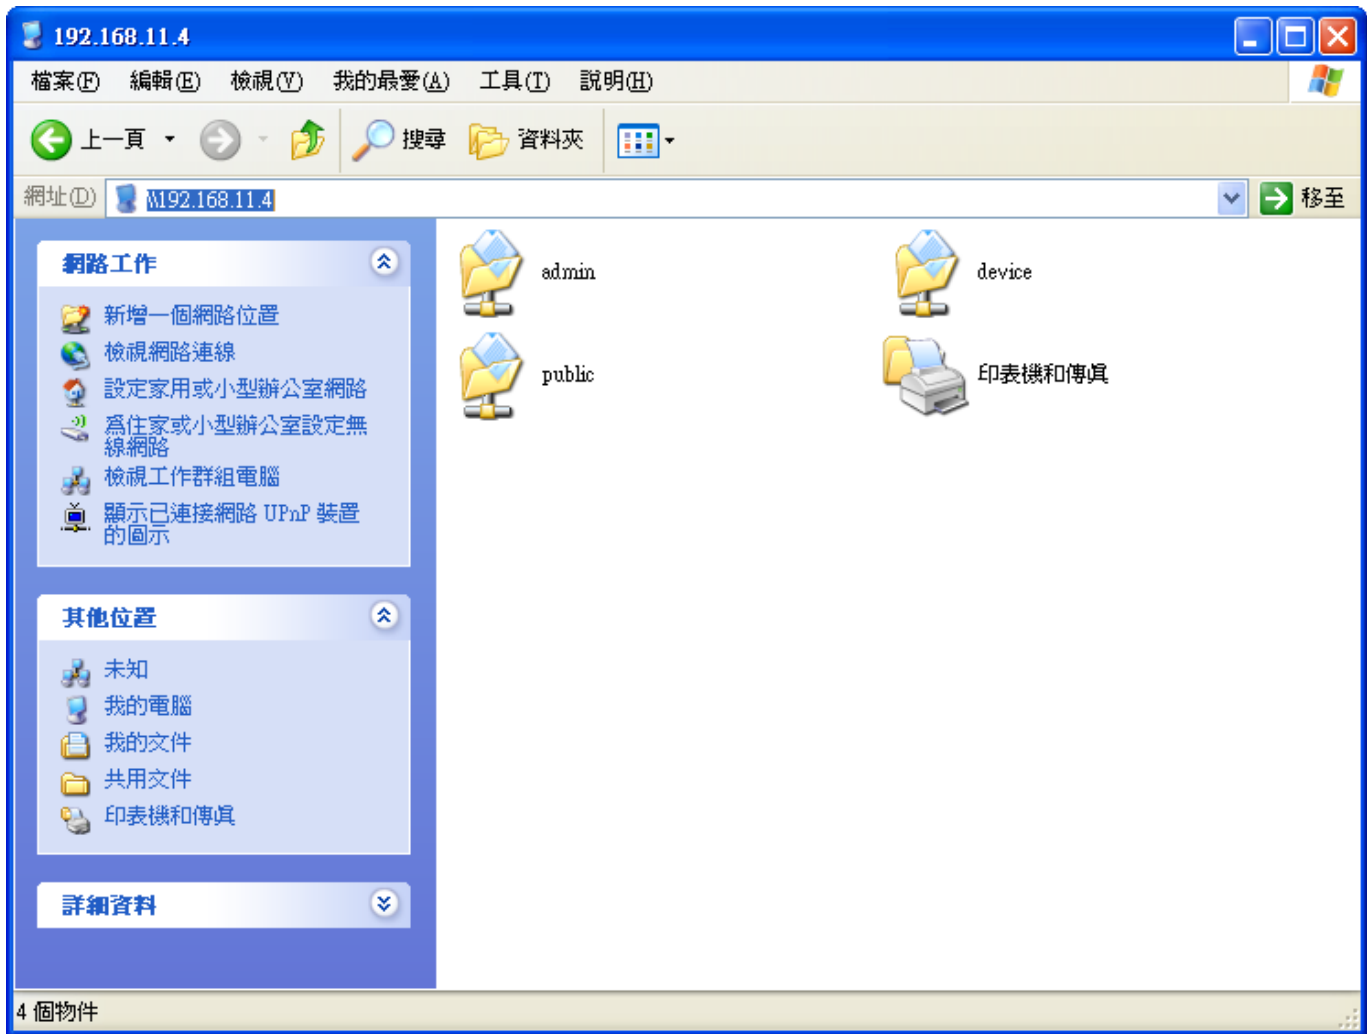 192.168.11.4
檔案(F) 編輯(E) 檢視(V) 我的最愛(A) 工具(T) 說明(H)
上一頁 搜尋 資料夾
網址(D) \\192.168.11.4 移至
網路工作
新增一個網路位置
檢視網路連線
設定家用或小型辦公室網路
為住家或小型辦公室設定無
線網路
檢視工作群組電腦
顯示已連接網路 UPnP 裝置
的圖示
其他位置
未知
我的電腦
我的文件
共用文件
印表機和傳真
詳細資料
admin
device
public
印表機和傳真
4 個物件